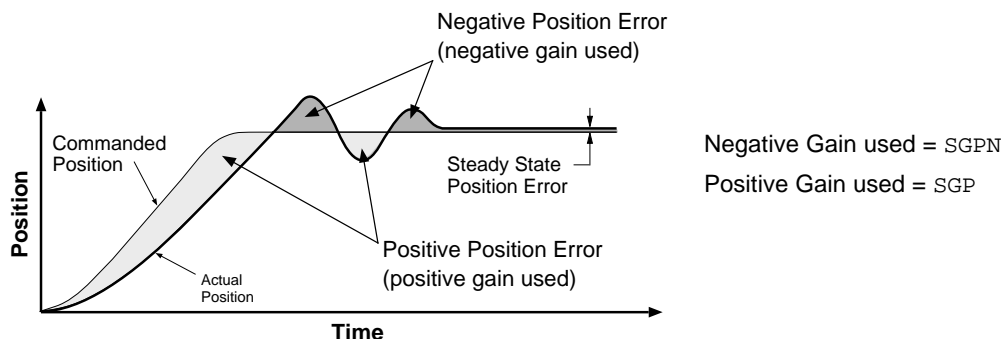 Negative Position Error
(negative gain used)
Commanded
Position
Steady State
Position Error
Negative Gain used = SGPN
Positive Gain used = SGP
Position
Positive Position Error
(positive gain used)
Actual
Position
Time